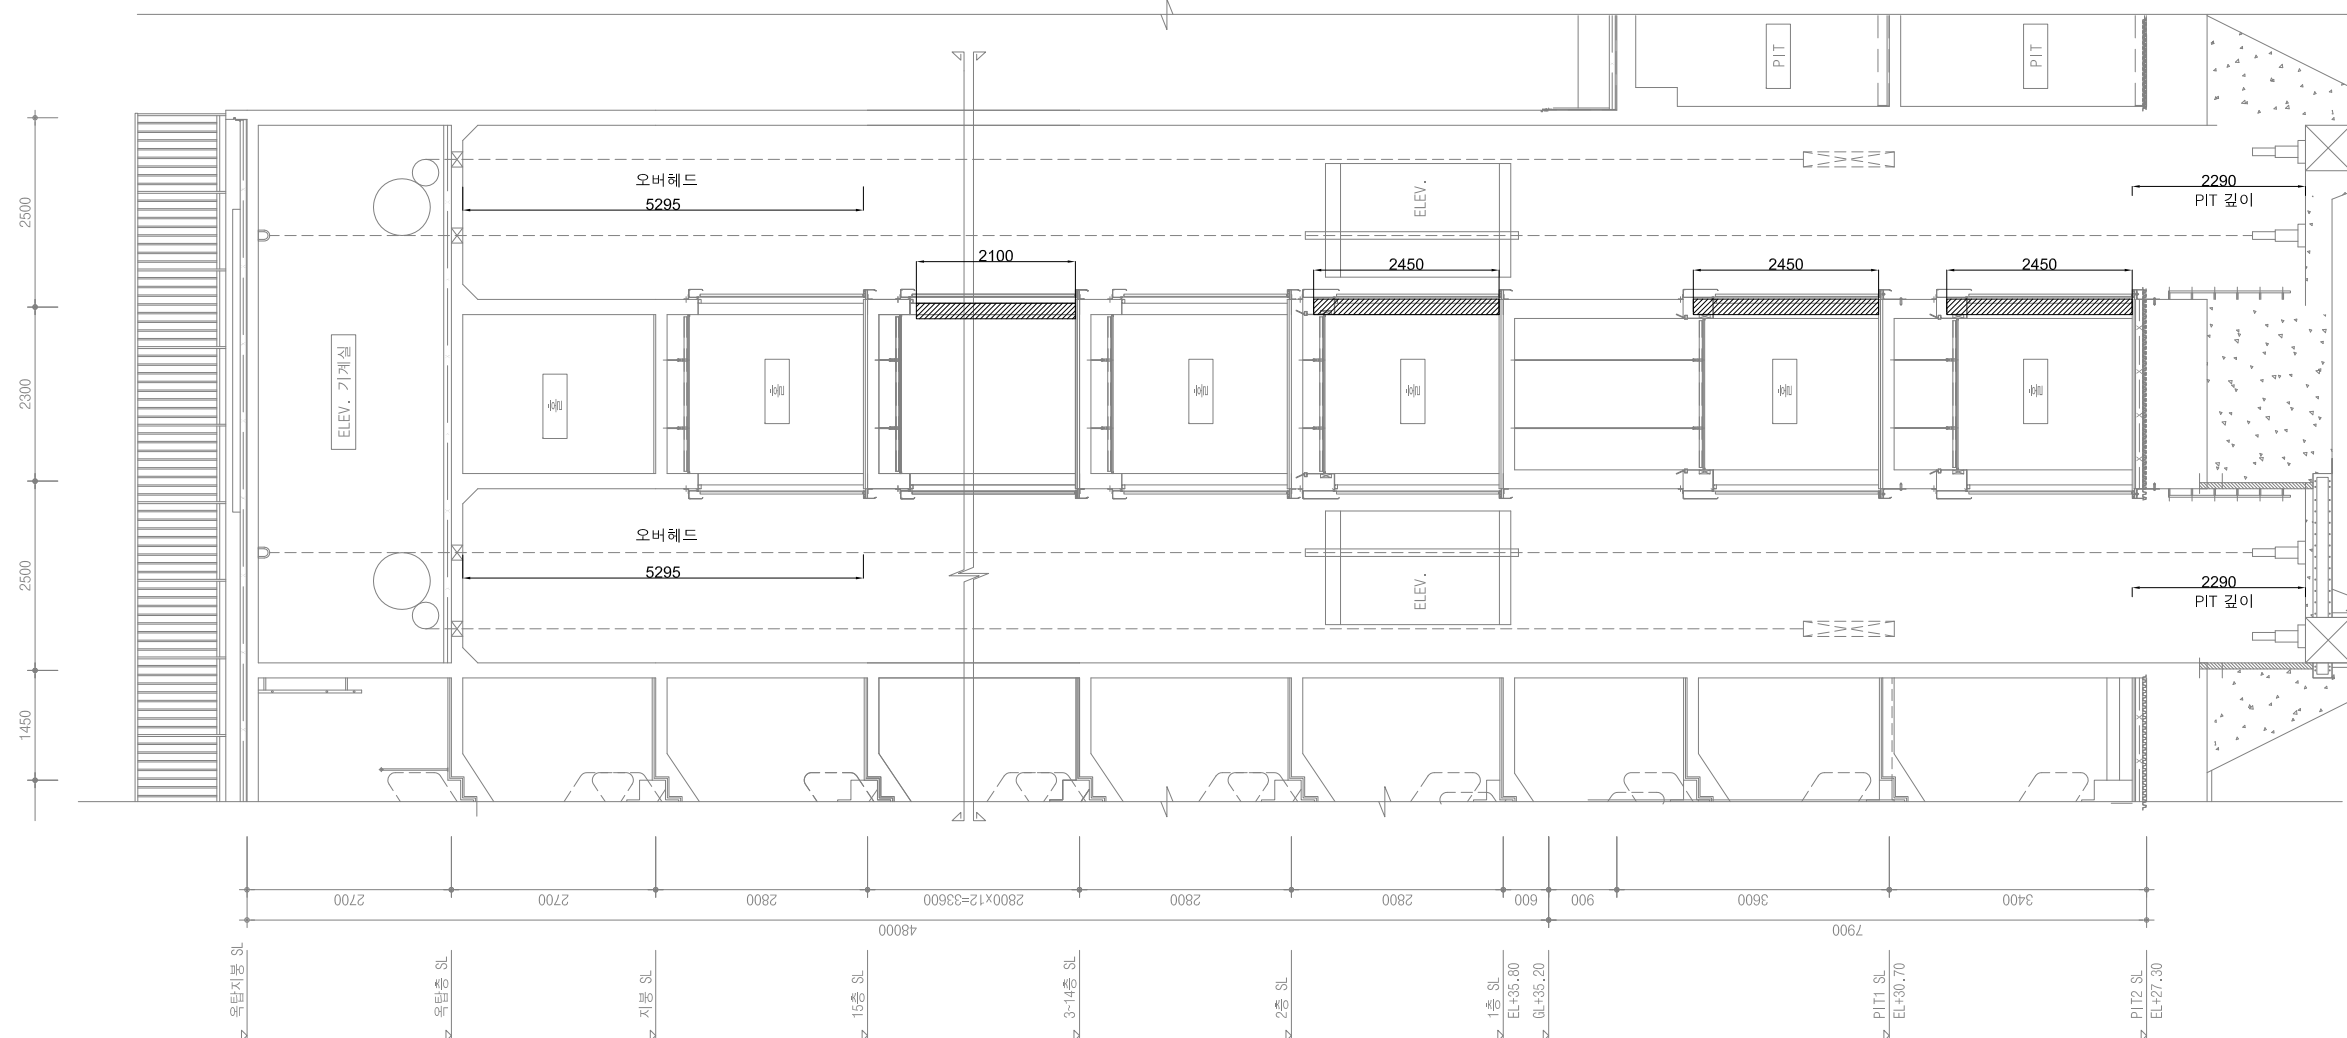 PIT
PIT
오버헤드
5295
ELEV.
2290
PIT 깊이
2500
2100
2450
2450
2450
ELEV. 기계실
홀
홀
홀
홀
홀
홀
2300
오버헤드
5295
ELEV.
2290
PIT 깊이
2500
1450
2700
2700
2800
2800x12=33600
2800
2800
600
900
3600
3400
48000
7900
옥탑지붕 SL
옥탑층 SL
지붕 SL
15층 SL
3~14층 SL
2층 SL
1층 SL
EL+35.80
GL+35.20
PIT1 SL
EL+30.70
PIT2 SL
EL+27.30